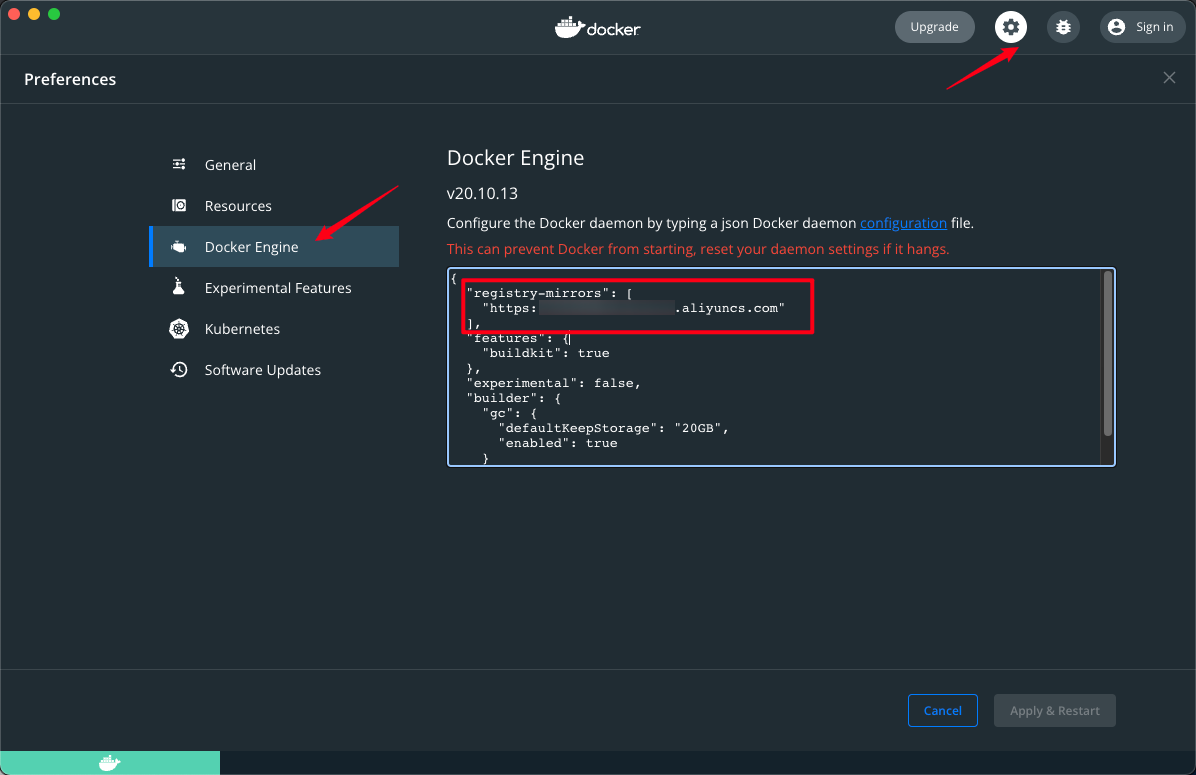 docker
Upgrade
Sign in
Preferences
General
Resources
Docker Engine
Experimental Features
Kubernetes
Software Updates
Docker Engine
v20.10.13
Configure the Docker daemon by typing a json Docker daemon configuration file.
This can prevent Docker from starting, reset your daemon settings if it hangs.
{
"registry-mirrors": [
"https: .aliyuncs.com"
],
"features": {
"buildkit": true
},
"experimental": false,
"builder": {
"gc": {
"defaultKeepStorage": "20GB",
"enabled": true
}
Cancel
Apply & Restart